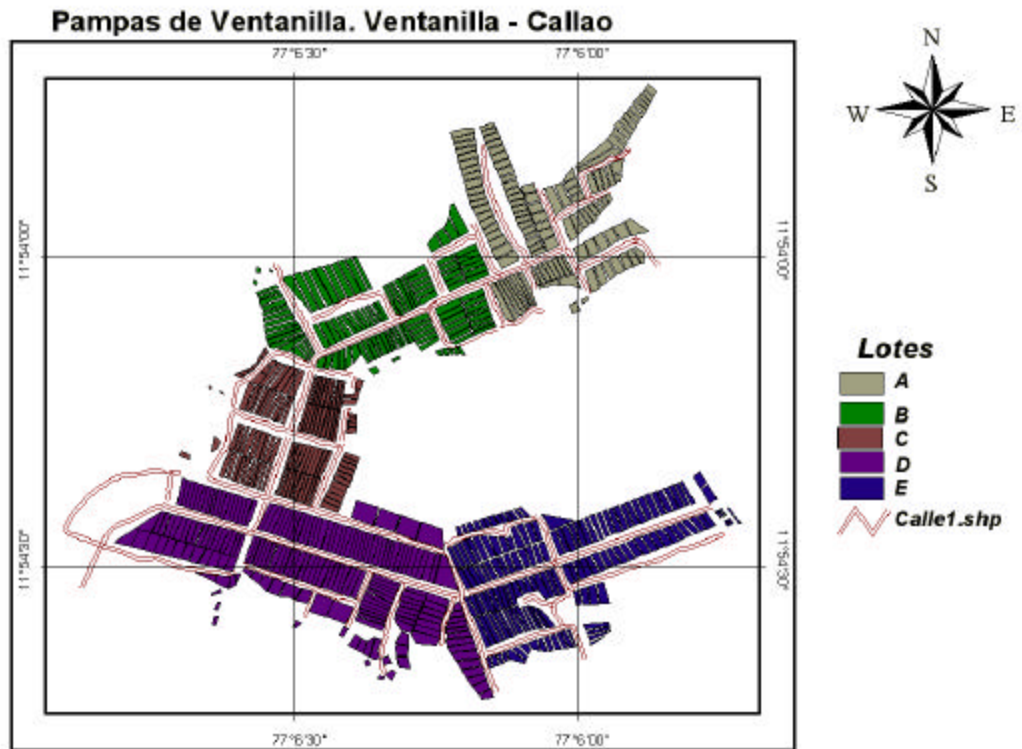 Pampas de Ventanilla. Ventanilla - Callao
77°6'30" 77°6'00"
N
W E
S
11°54'00" 11°54'00"
Lotes
A
B
C
D
E
Calle1.shp
11°54'30" 11°54'30"
77°6'30" 77°6'00"